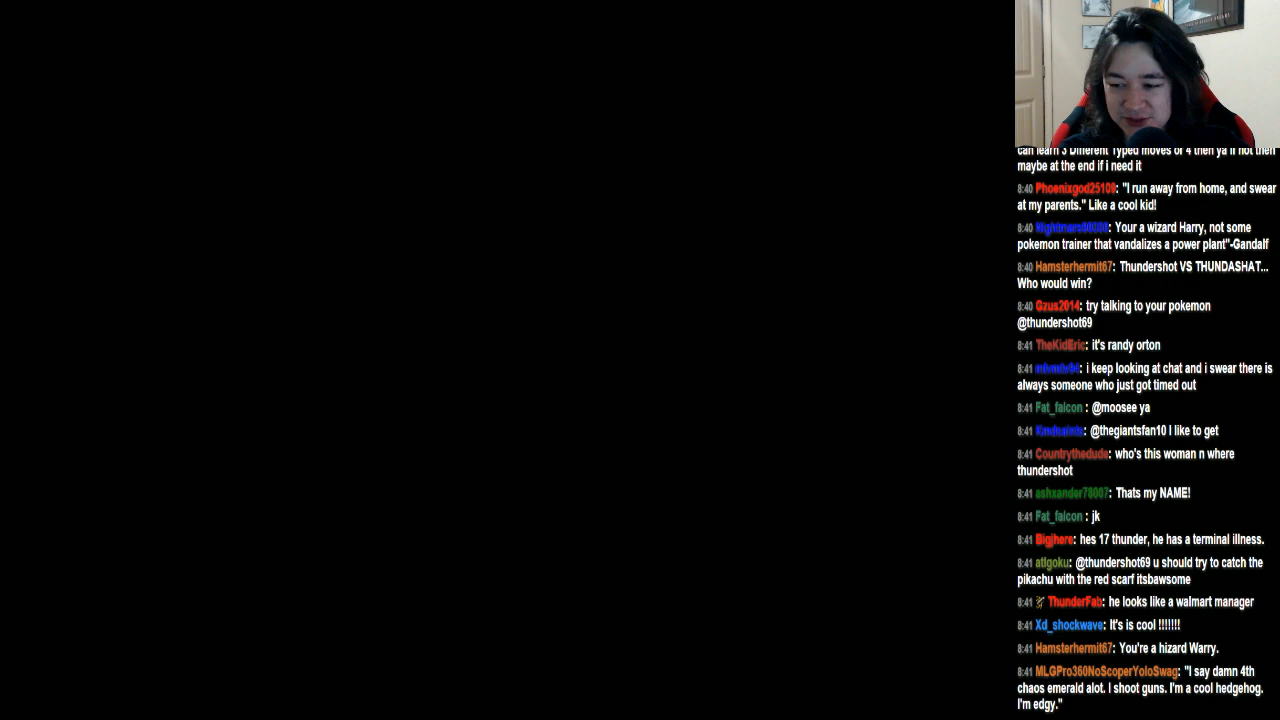 can learn 3 Different Typed moves or 4 then ya if not then
maybe at the end if i need it
8:40 Phoenixgod25108: "I run away from home, and swear
at my parents." Like a cool kid!
8:40 : Your a wizard Harry, not some
pokemon trainer that vandalizes a power plant"-Gandalf
8:40 Hamsterhermit67: Thundershot VS THUNDASHAT...
Who would win?
8:40 Gzus2014: try talking to your pokemon
@thundershot69
8:41 TheKidEric: it's randy orton
8:41 : i keep looking at chat and i swear there is
always someone who just got timed out
8:41 Fat_falcon : @moosee ya
8:41 : @thegiantsfan10 I like to get
8:41 Countrythedude: who's this woman n where
thundershot
8:41 ashxander78007: Thats my NAME!
8:41 Fat_falcon : jk
8:41 Bigjhere: hes 17 thunder, he has a terminal illness.
8:41 atlgoku: @thundershot69 u should try to catch the
pikachu with the red scarf itsbawsome
8:41 ThunderFab: he looks like a walmart manager
8:41 Xd_shockwave: It's is cool !!!!!!!
8:41 Hamsterhermit67: You're a hizard Warry.
8:41 MLGPro360NoScoperYoloSwag: "I say damn 4th
chaos emerald alot. I shoot guns. I'm a cool hedgehog.
I'm edgy."